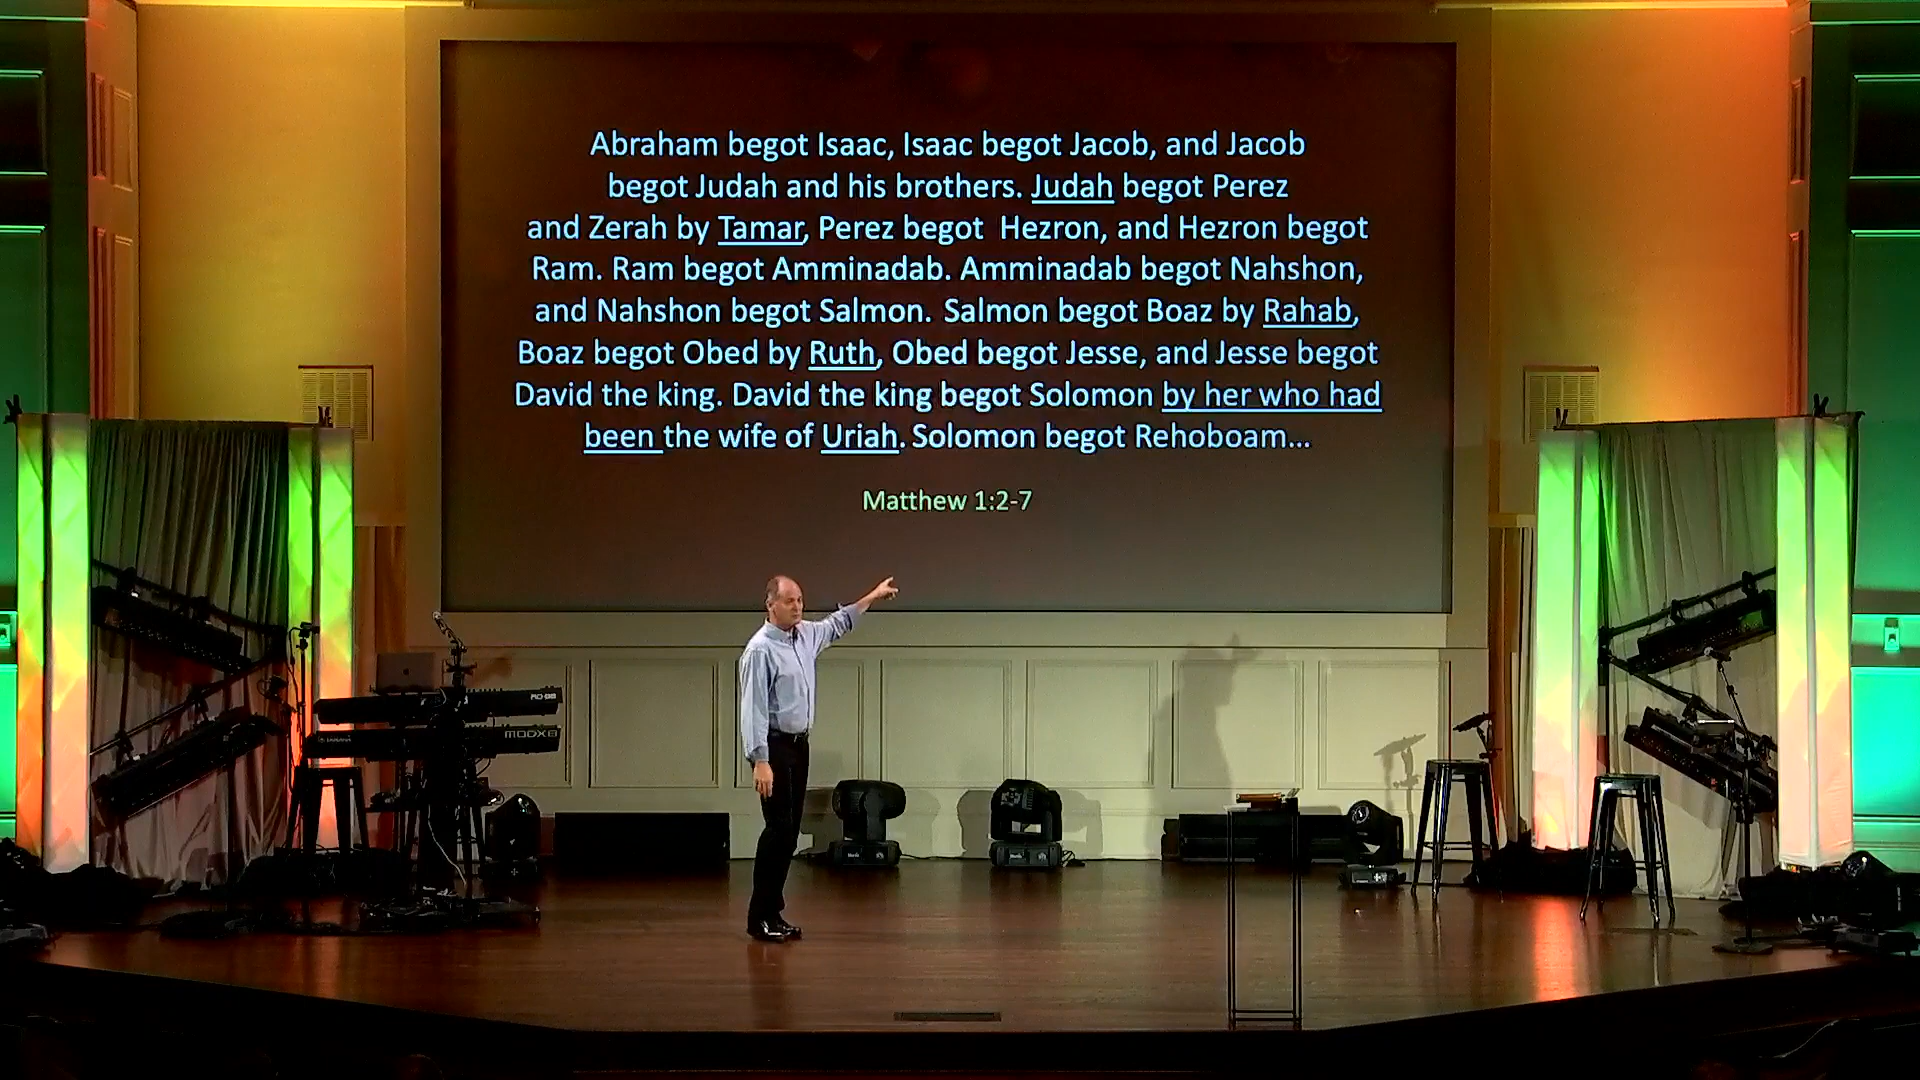 Abraham begot Isaac, Isaac begot Jacob, and Jacob
begot Judah and his brothers. Judah begot Perez
and Zerah by Tamar, Perez begot Hezron, and Hezron begot
Ram. Ram begot Amminadab. Amminadab begot Nahshon,
and Nahshon begot Salmon. Salmon begot Boaz by Rahab,
Boaz begot Obed by Ruth, Obed begot Jesse, and Jesse begot
David the king. David the king begot Solomon by her who had
been the wife of Uriah. Solomon begot Rehoboam...
Matthew 1:2-7
MODX8